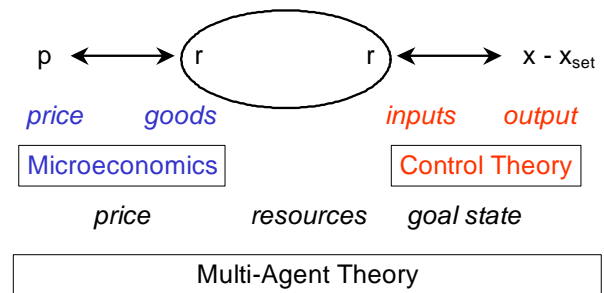 p r r x - xset
price goods inputs output
Microeconomics Control Theory
price resources goal state
Multi-Agent Theory